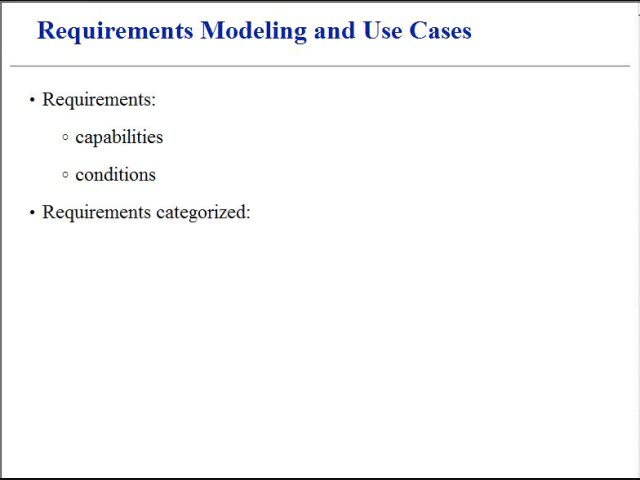 Requirements Modeling and Use Cases
• Requirements:
○ capabilities
○ conditions
• Requirements categorized: